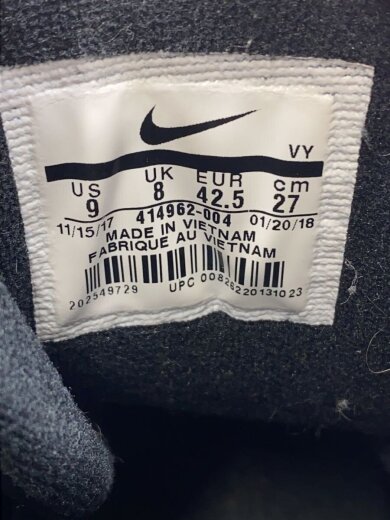 VY
US UK EUR cm
9 8 42.5 27
11/15/17 414962-004 01/20/18
MADE IN VIETNAM
FABRIQUE AU VIETNAM
202549729 UPC 00826220131023